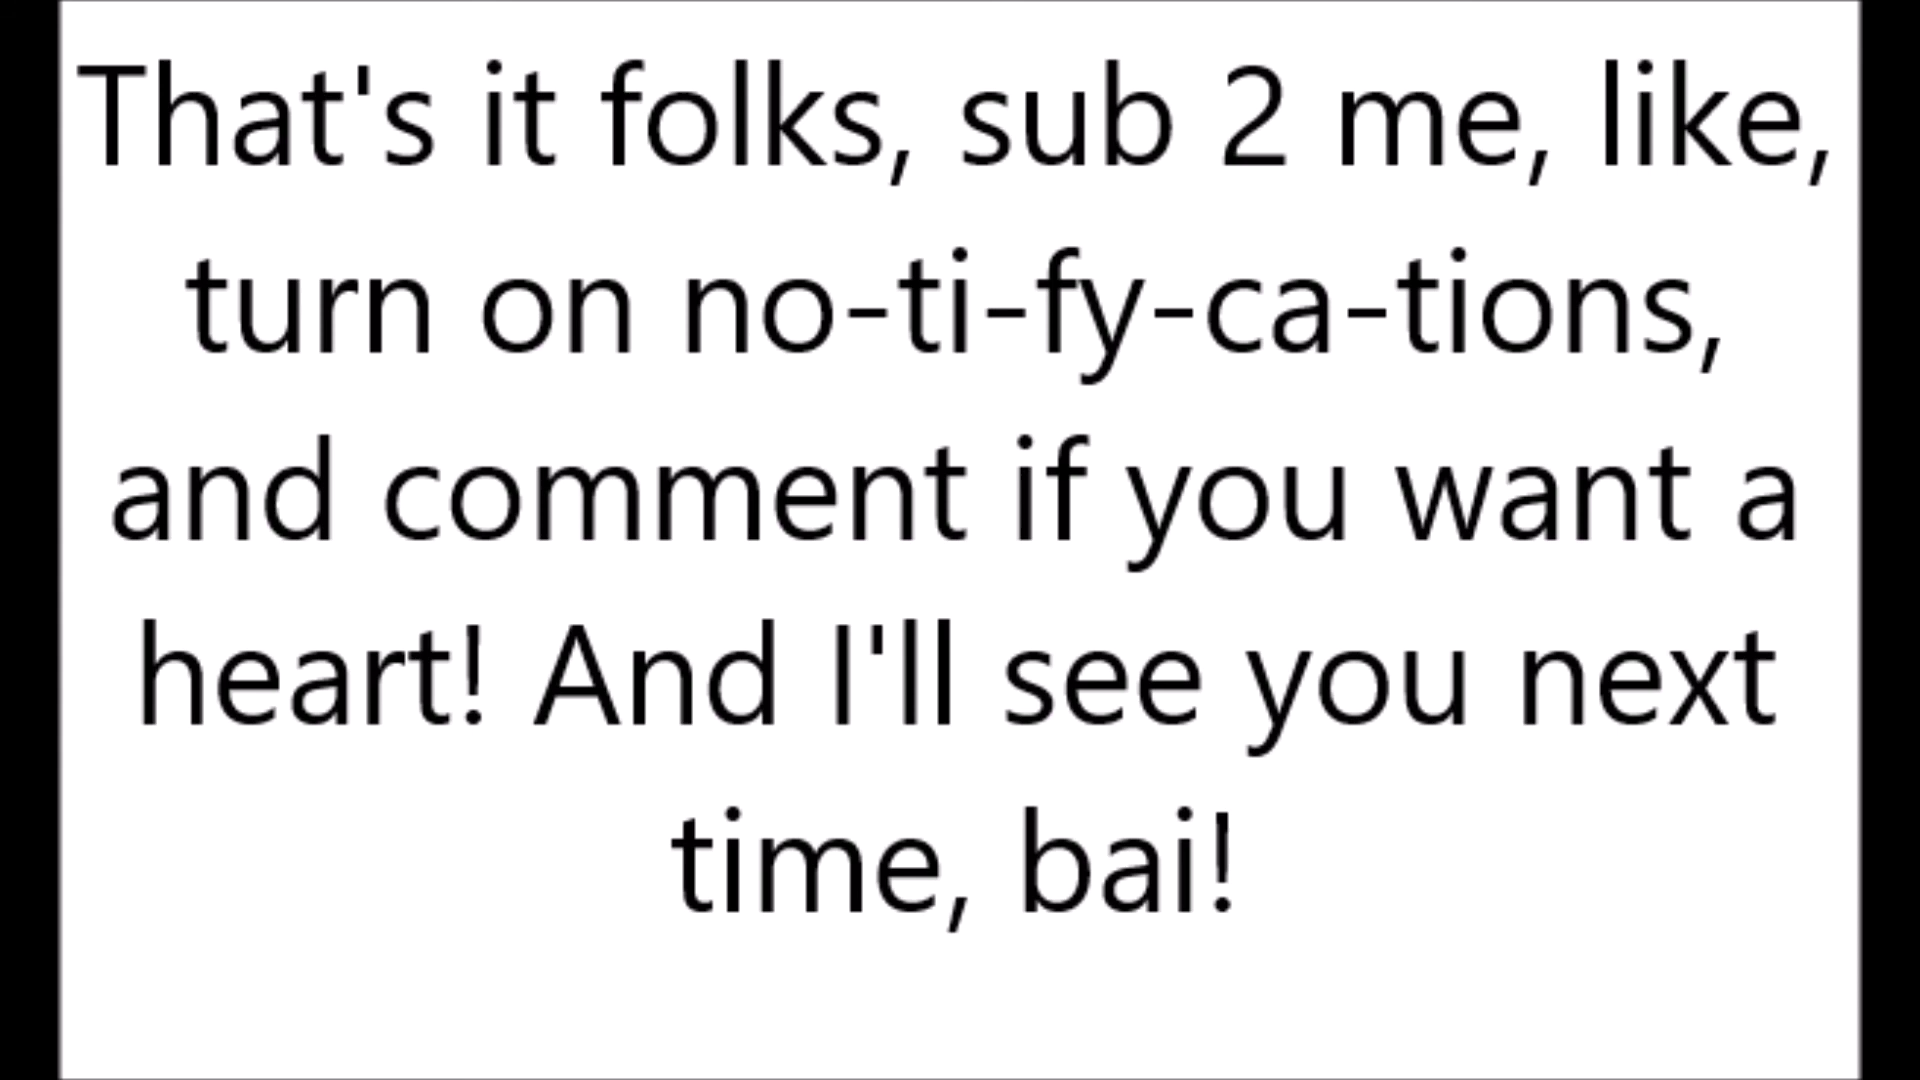 That's it folks, sub 2 me, like,
turn on no-ti-fy-ca-tions,
and comment if you want a
heart! And I'll see you next
time, bai!